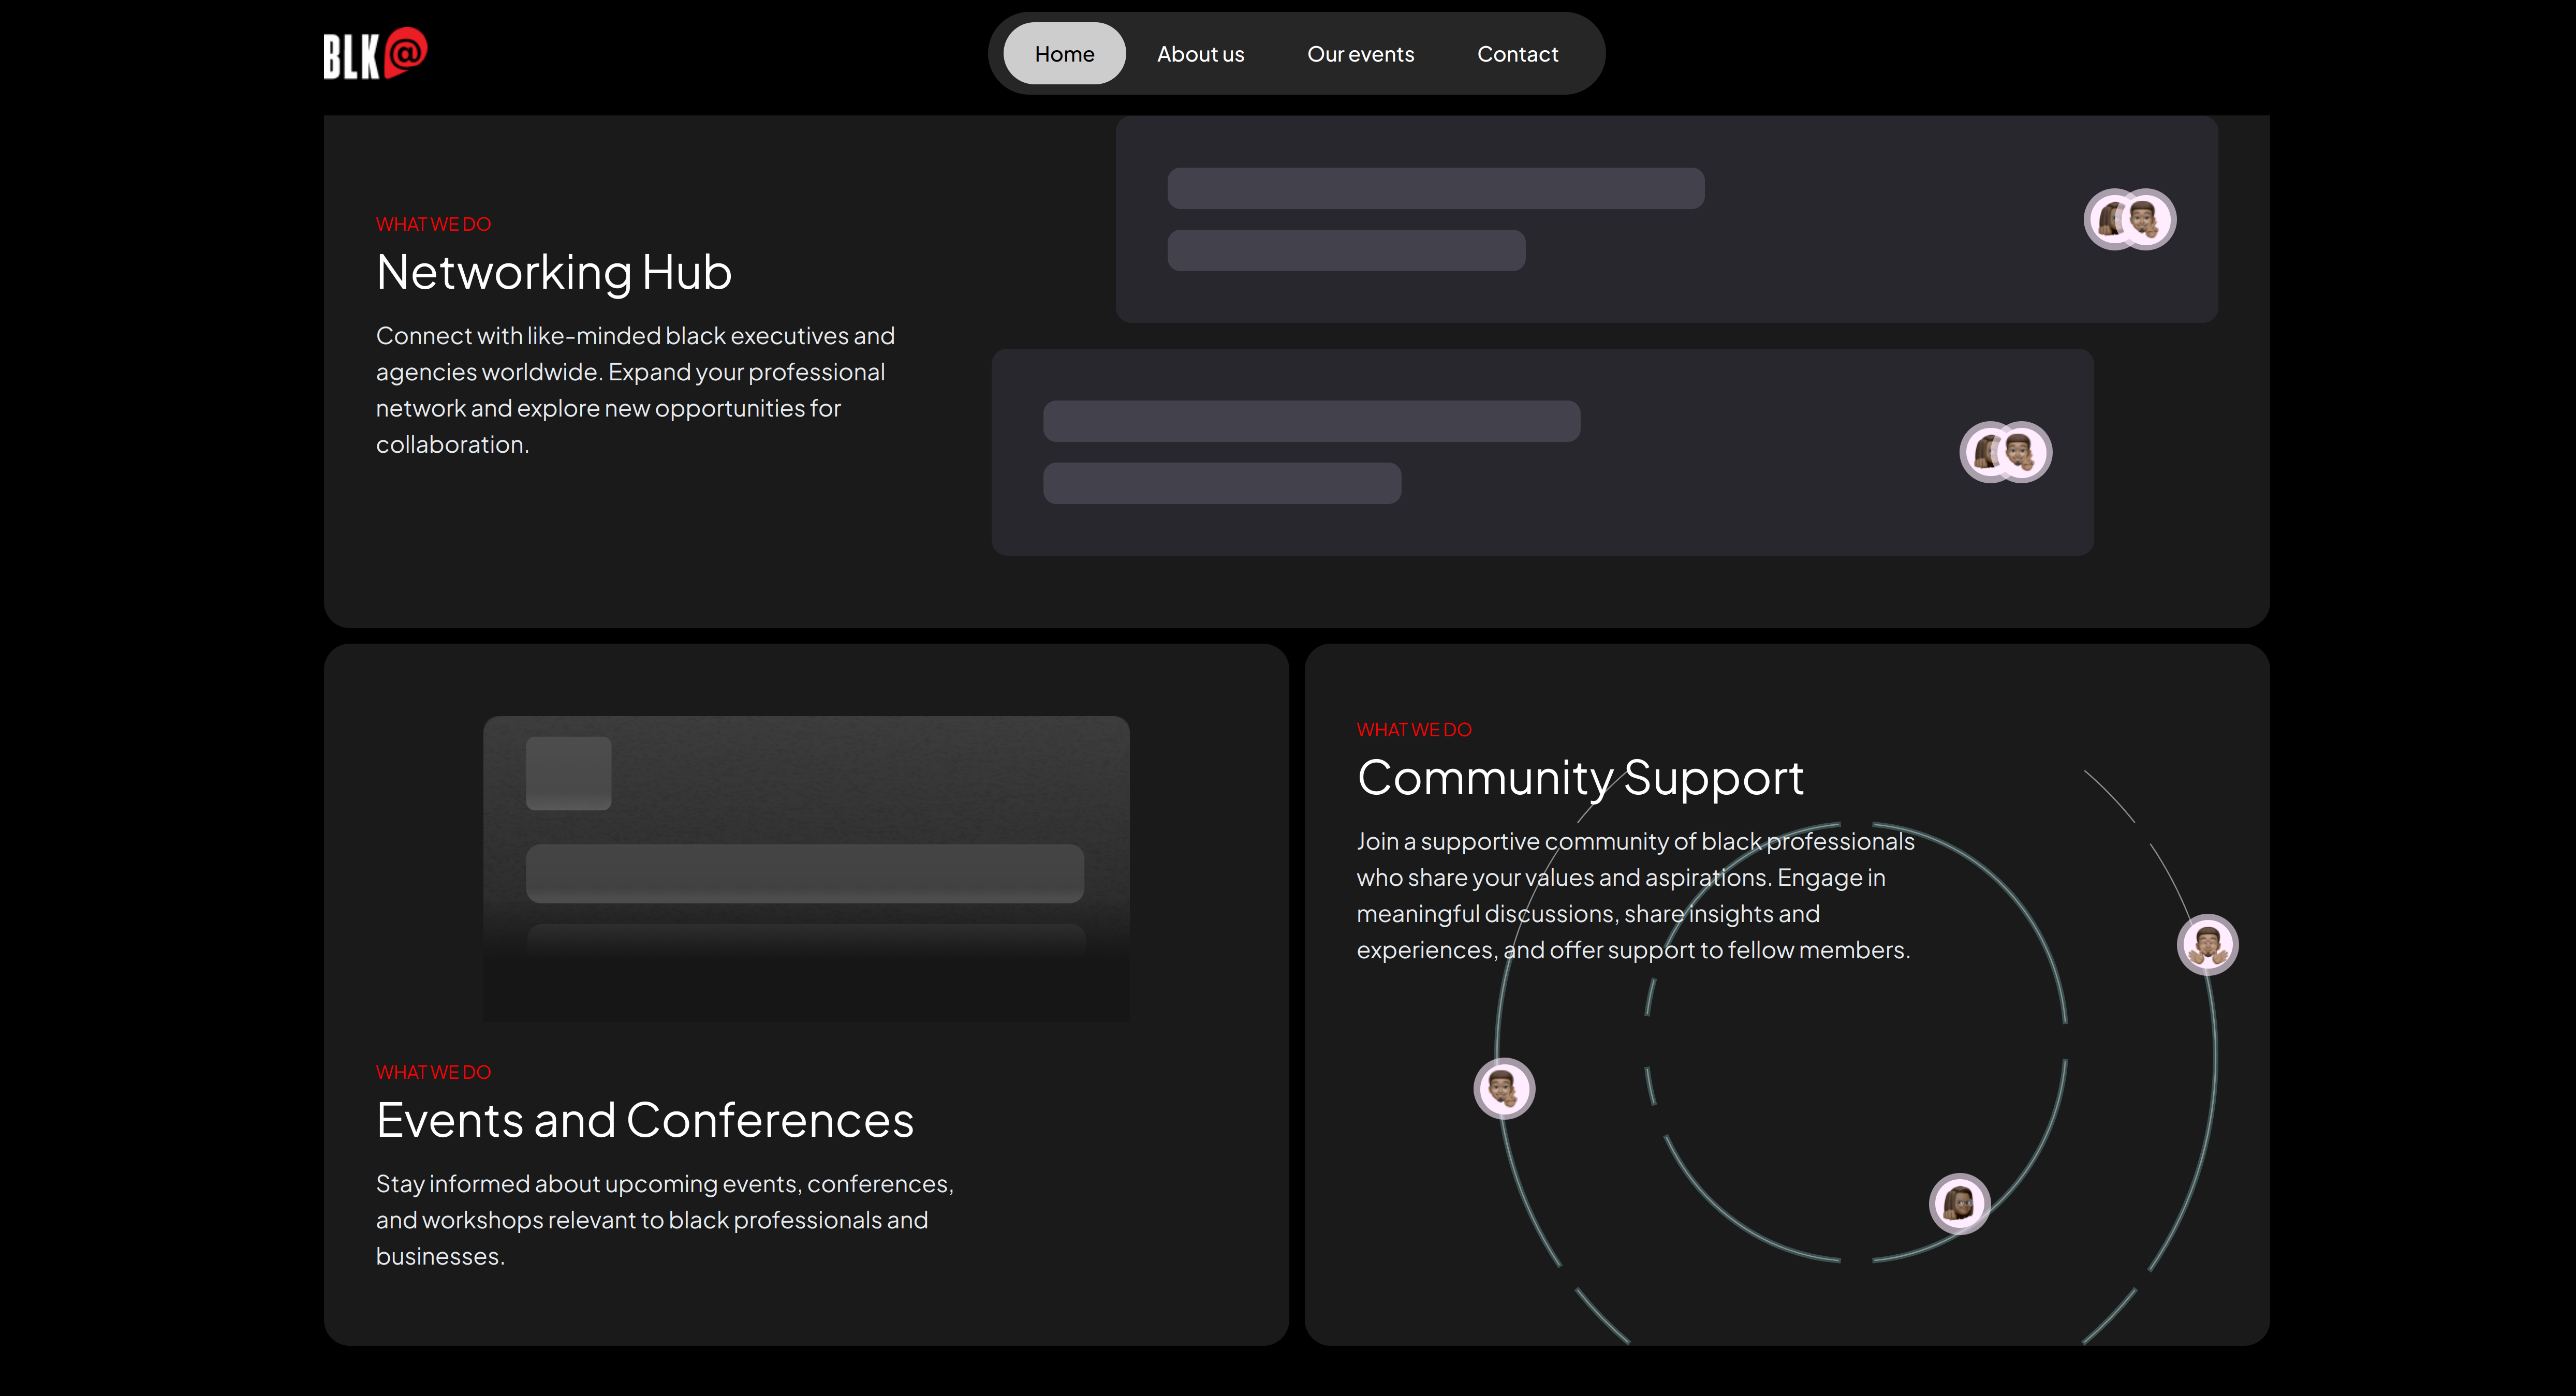 BLK@
Home
About us
Our events
Contact
WHAT WE DO
Networking Hub
Connect with like-minded black executives and
agencies worldwide. Expand your professional
network and explore new opportunities for
collaboration.
WHAT WE DO
Events and Conferences
Stay informed about upcoming events, conferences,
and workshops relevant to black professionals and
businesses.
WHAT WE DO
Community Support
Join a supportive community of black professionals
who share your values and aspirations. Engage in
meaningful discussions, share insights and
experiences, and offer support to fellow members.